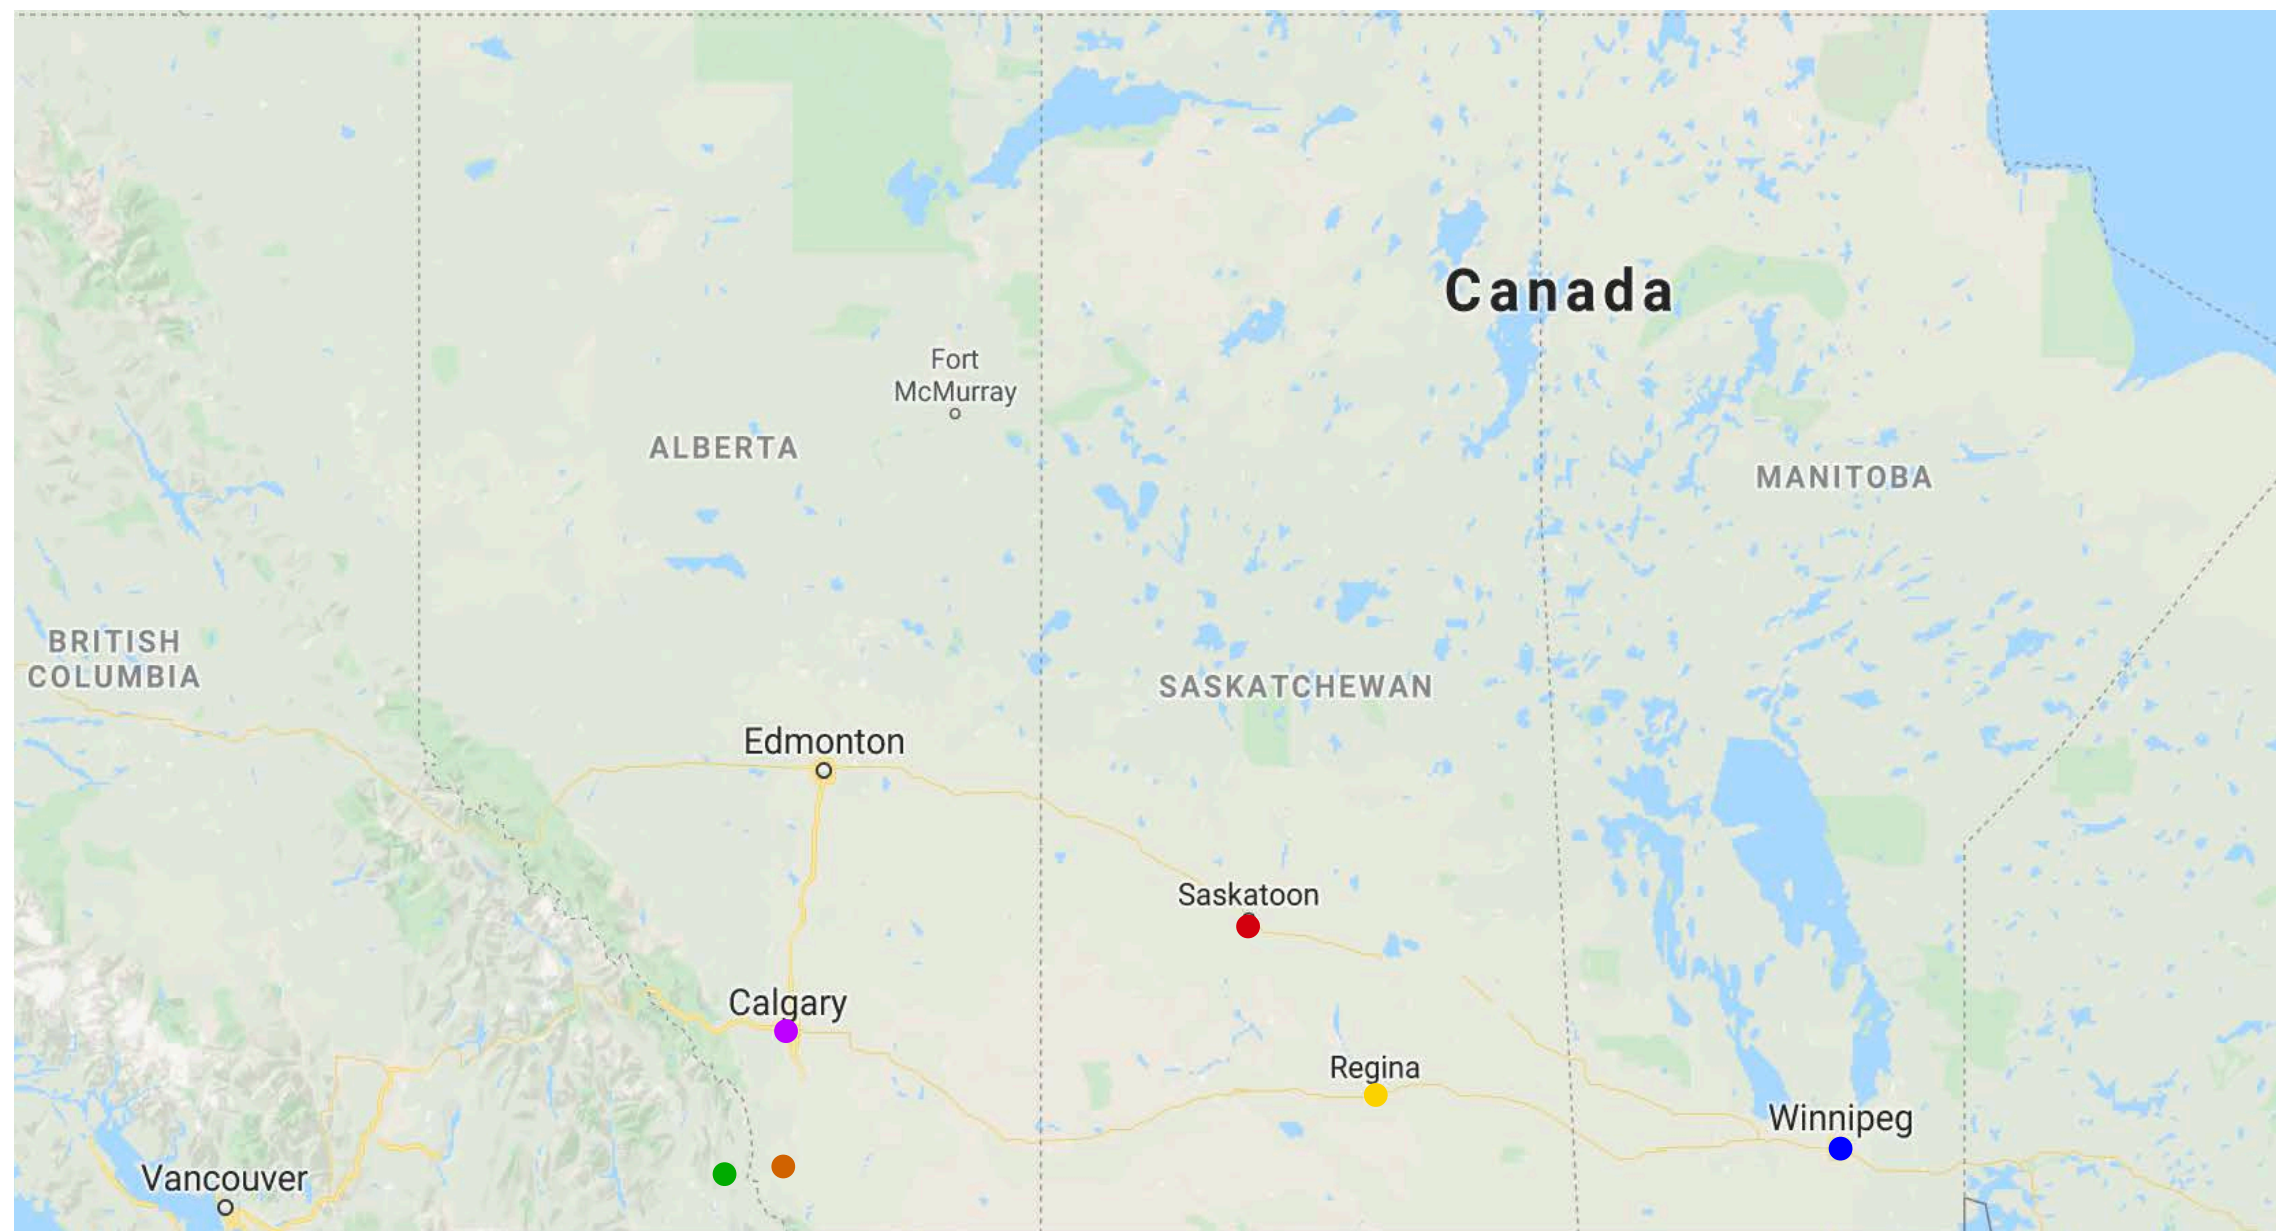 Canada
Fort
McMurray
ALBERTA
MANITOBA
BRITISH
COLUMBIA
SASKATCHEWAN
Edmonton
Saskatoon
Calgary
Regina
Winnipeg
Vancouver